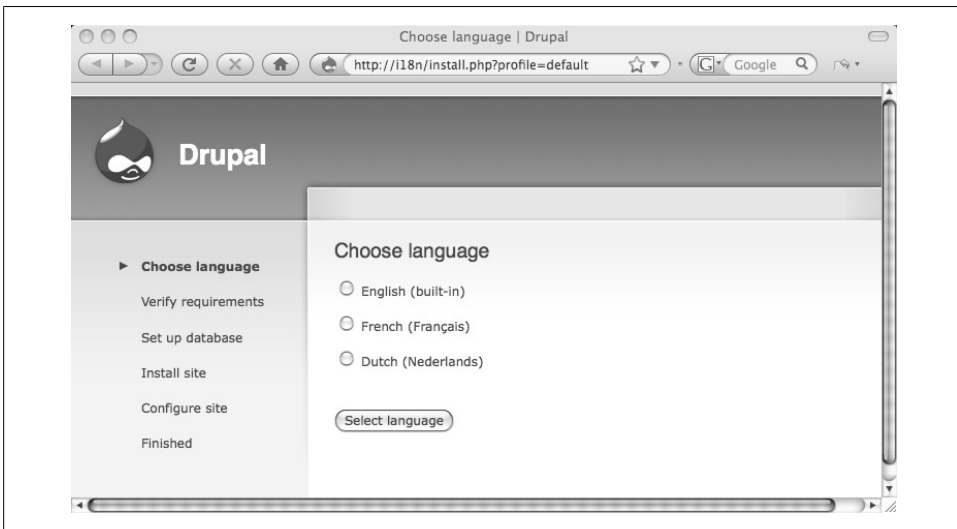 Choose language | Drupal
http://i18n/install.php?profile=default
G Google
Drupal
Choose language
Verify requirements
Set up database
Install site
Configure site
Finished
Choose language
English (built-in)
French (Français)
Dutch (Nederlands)
Select language